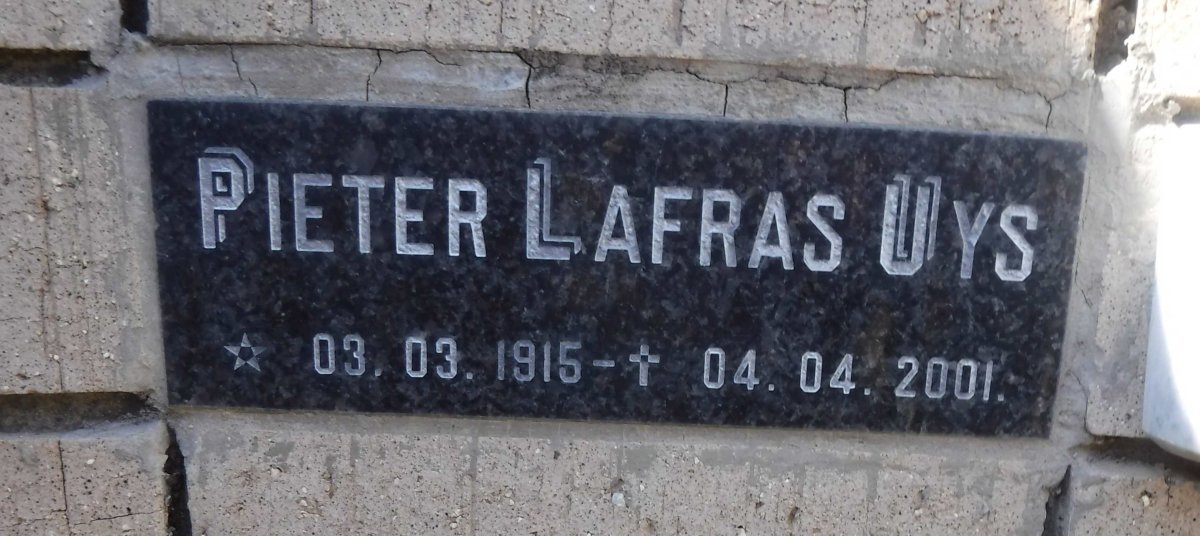 PIETER LAFRAS UYS
☆ 03. 03. 1915 - ✝ 04. 04. 2001.